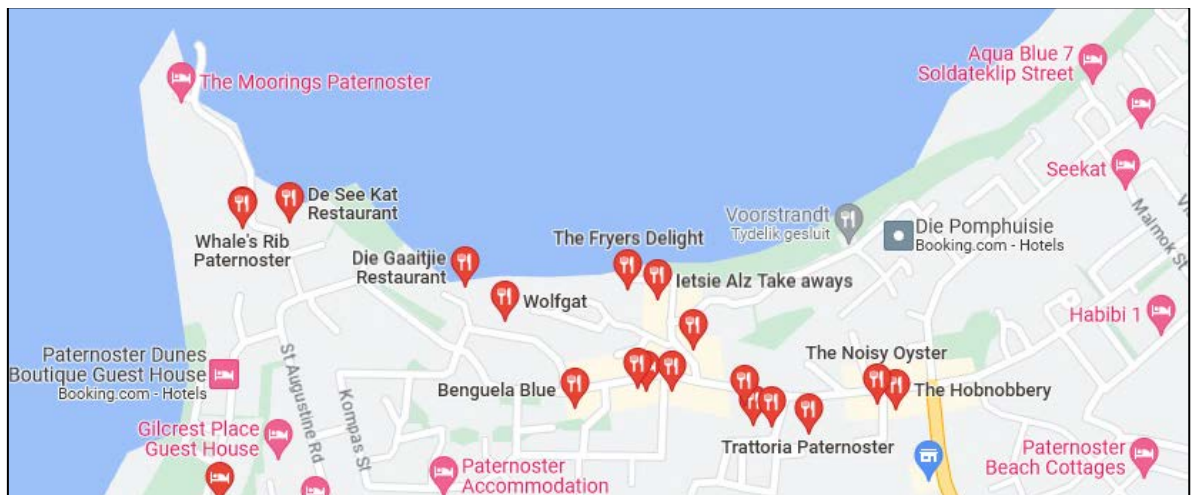 Aqua Blue 7
Soldateklip Street
The Moorings Paternoster
Seekat
Malmok St
De See Kat
Restaurant
Voorstrandt
Tydelik gesluit
Die Pomphuisie
Booking.com - Hotels
Whale's Rib
Paternoster
Die Gaaitjie
Restaurant
The Fryers Delight
Ietsie Alz Take aways
Wolfgat
Habibi 1
Paternoster Dunes
Boutique Guest House
Booking.com - Hotels
St Augustine Rd
Kompas St
Benguela Blue
The Noisy Oyster
The Hobnobbery
Trattoria Paternoster
Gilcrest Place
Guest House
Paternoster
Accommodation
Paternoster
Beach Cottages